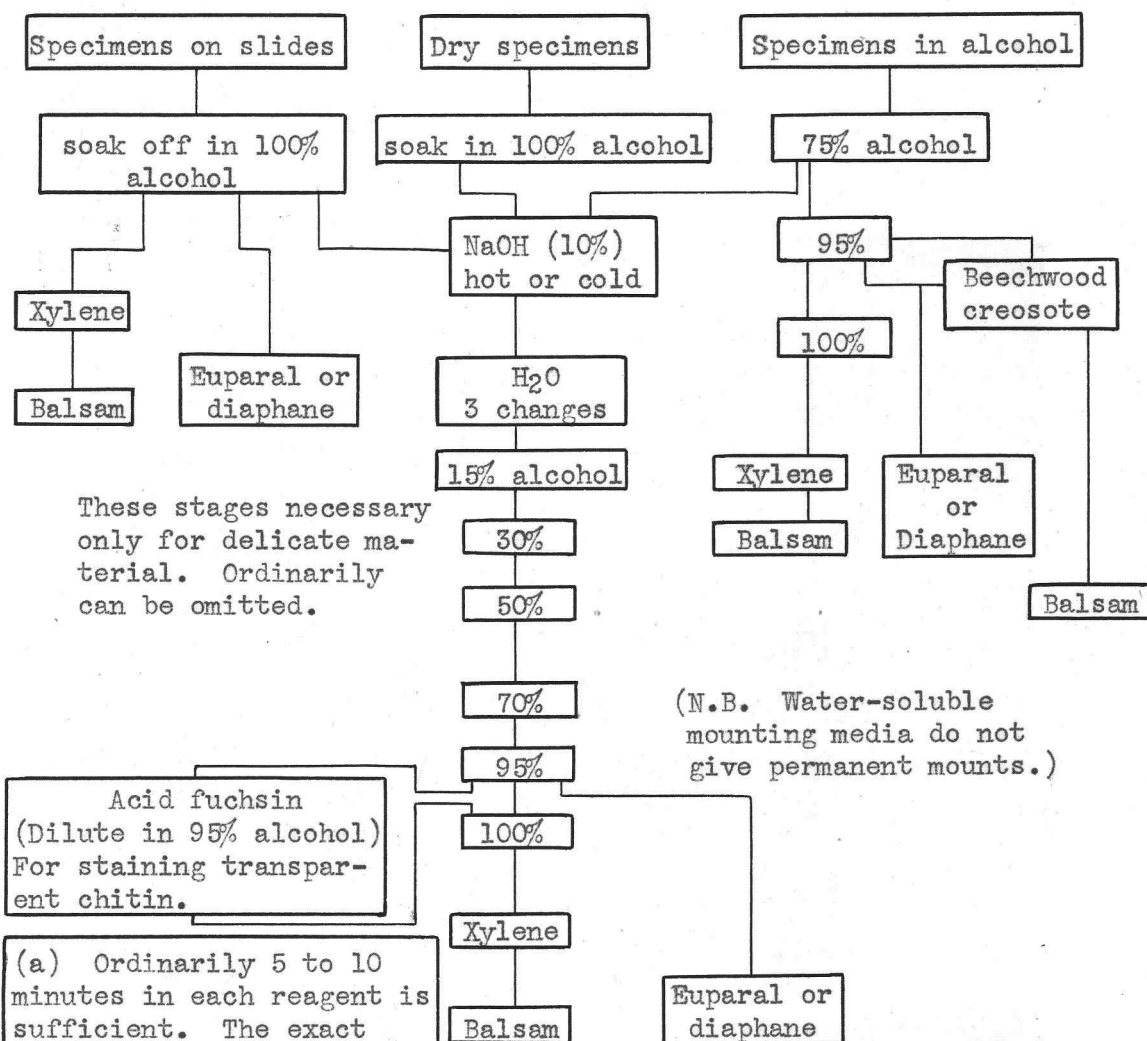 Specimens on slides
Dry specimens
Specimens in alcohol
soak off in 100%
alcohol
soak in 100% alcohol
75% alcohol
NaOH (10%)
hot or cold
95%
Beechwood
creosote
Xylene
100%
Balsam
Euparal or
diaphane
H2O
3 changes
15% alcohol
Xylene
Balsam
Euparal
or
Diaphane
Balsam
These stages necessary
only for delicate ma-
terial. Ordinarily
can be omitted.
30%
50%
70%
(N.B. Water-soluble
mounting media do not
give permanent mounts.)
95%
Acid fuchsin
(Dilute in 95% alcohol)
For staining transpar-
ent chitin.
100%
Xylene
(a) Ordinarily 5 to 10
minutes in each reagent is
sufficient. The exact
Balsam
Euparal or
diaphane